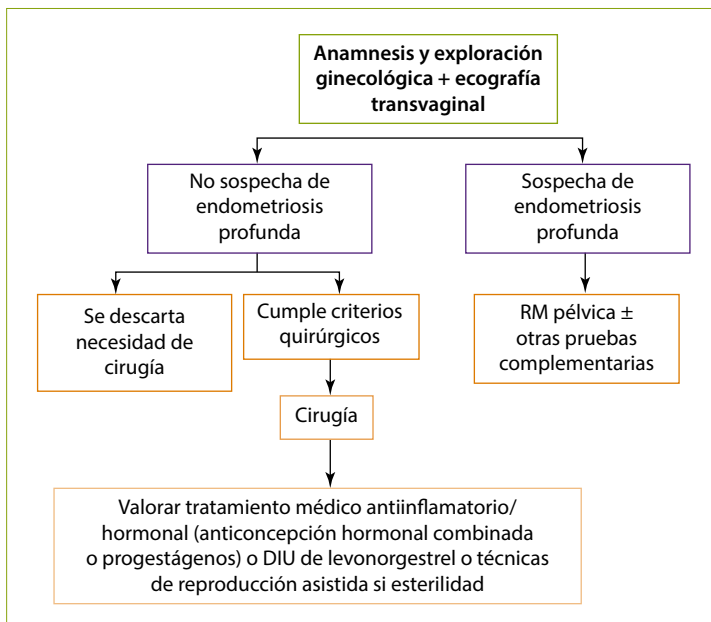 Anamnesis y exploración
ginecológica + ecografía
transvaginal
No sospecha de
endometriosis
profunda
Sospecha de
endometriosis
profunda
Se descarta
necesidad de
cirugía
Cumple criterios
quirúrgicos
RM pélvica ±
otras pruebas
complementarias
Cirugía
Valorar tratamiento médico antiinflamatorio/
hormonal (anticoncepción hormonal combinada
o progestágenos) o DIU de levonorgestrel o técnicas
de reproducción asistida si esterilidad